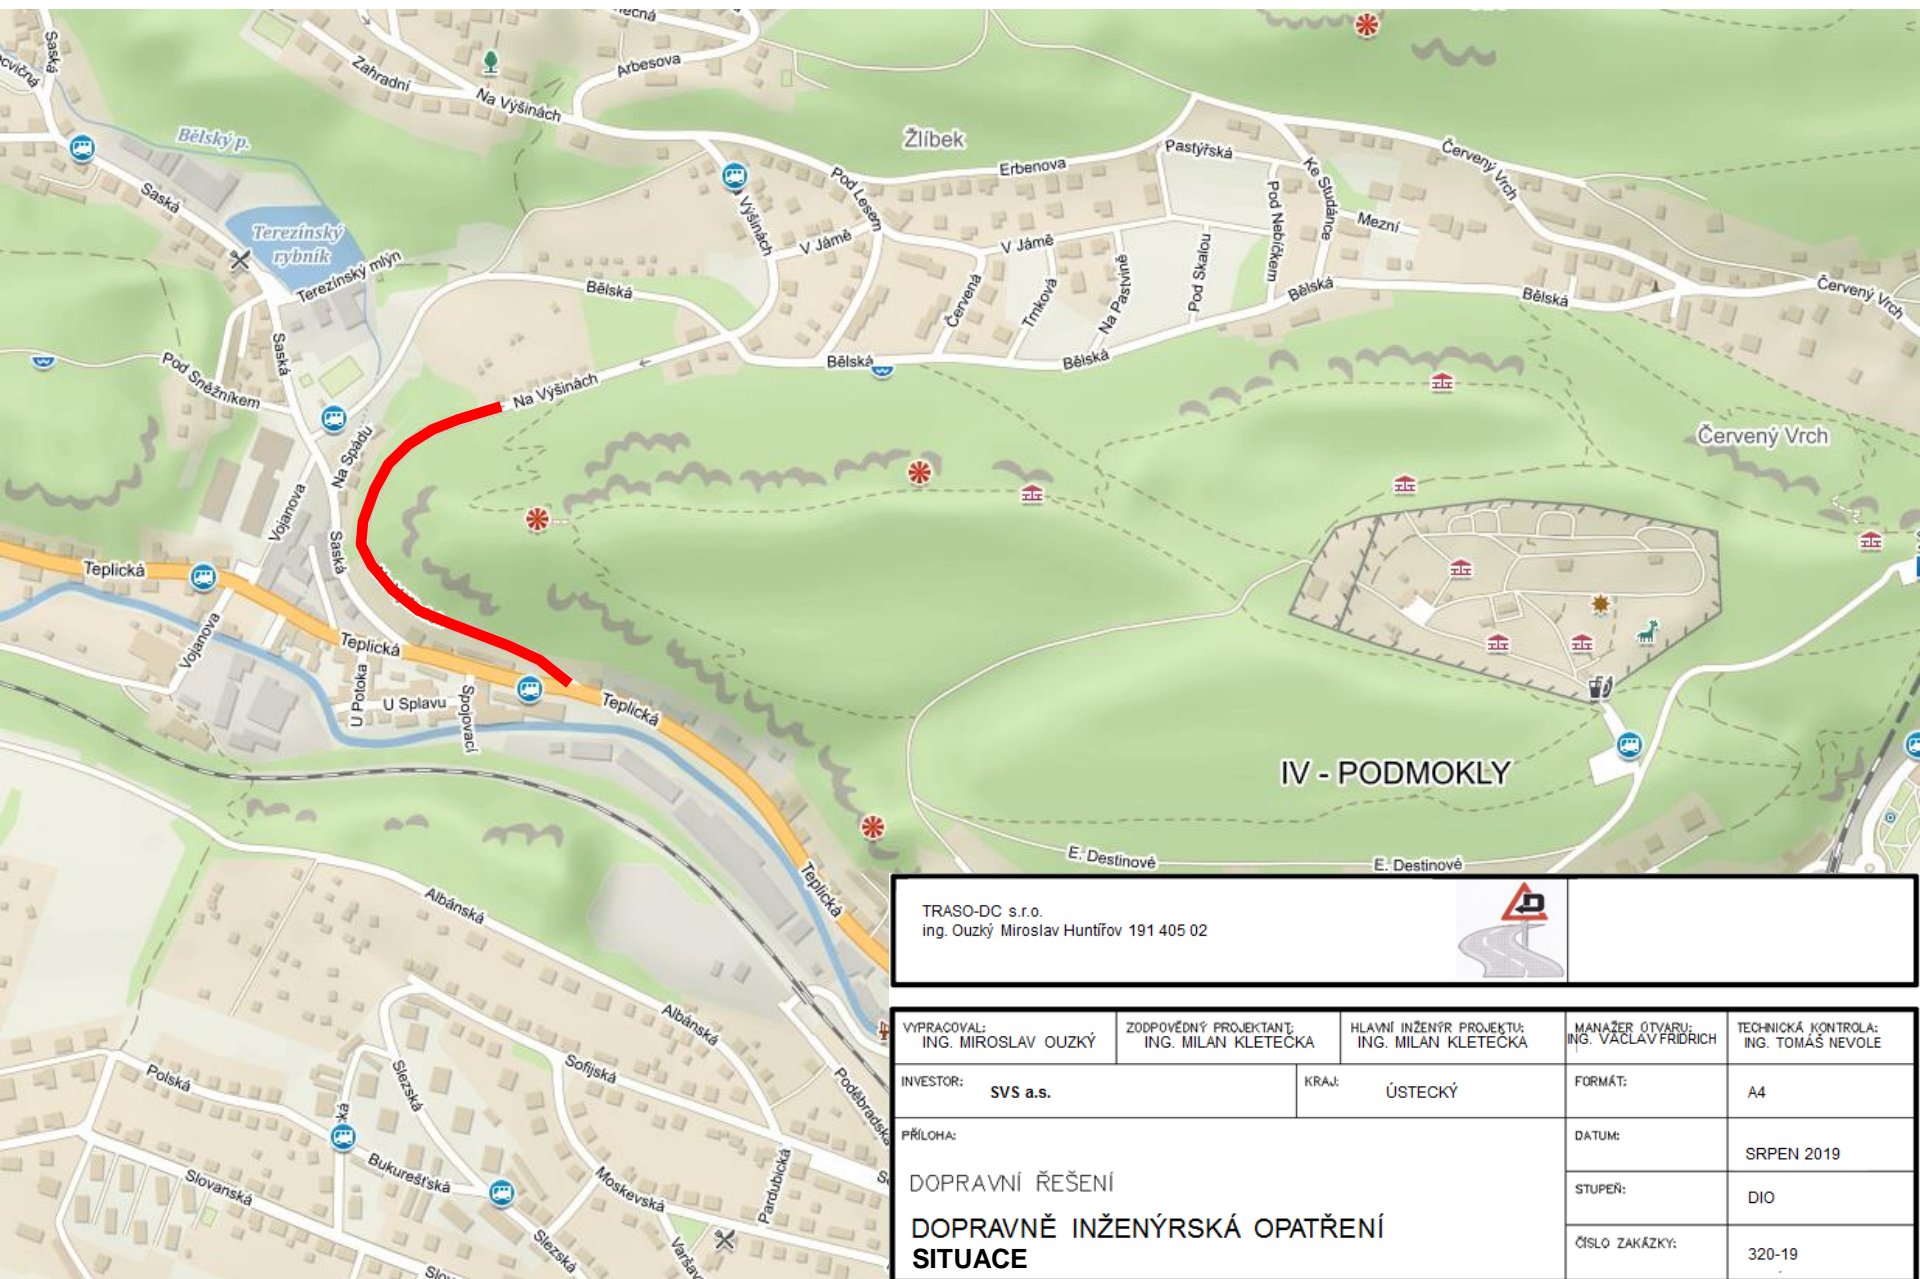 Saská
Zahradní
Na Výšinách
Arbesova
Bělský p.
Žlíbek
Erbenova
Pastýřská
Červený Vrch
Ke Studánce
Pod Nebíčkem
Mezní
Pod Lesem
Výšinách
V Jámě
V Jámě
Saská
Terezínský
rybník
Terezínský mlýn
Bělská
Červená
Trnková
Na Pastvině
Pod Skalou
Bělská
Bělská
Červený Vrch
Saská
Pod Sněžníkem
Na Výšinách
Bělská
Bělská
Červený Vrch
Na Spádu
Vojanova
Saská
Teplická
Vojanova
Teplická
U Potoka
U Splavu
Spojovací
Teplická
IV - PODMOKLY
E. Destinové
E. Destinové
Teplická
Albánská
Albánská
Sofijská
Poděbradská
Polská
Slezská
Bukurešťská
Slovanská
Moskevská
Pardubická
Slezská
TRASO-DC s.r.o.
ing. Ouzký Miroslav Huntířov 191 405 02
VYPRACOVAL:
ING. MIROSLAV OUZKÝ
ZODPOVĚDNÝ PROJEKTANT:
ING. MILAN KLETEČKA
HLAVNÍ INŽENÝR PROJEKTU:
ING. MILAN KLETEČKA
MANAŽER ÚTVARU:
ING. VÁCLAV FRIDRICH
TECHNICKÁ KONTROLA:
ING. TOMÁŠ NEVOLE
INVESTOR:
SVS a.s.
KRAJ:
ÚSTECKÝ
FORMÁT:
A4
PŘÍLOHA:
DATUM:
SRPEN 2019
DOPRAVNÍ ŘEŠENÍ
STUPEŇ:
DIO
DOPRAVNĚ INŽENÝRSKÁ OPATŘENÍ
SITUACE
ČÍSLO ZAKÁZKY:
320-19